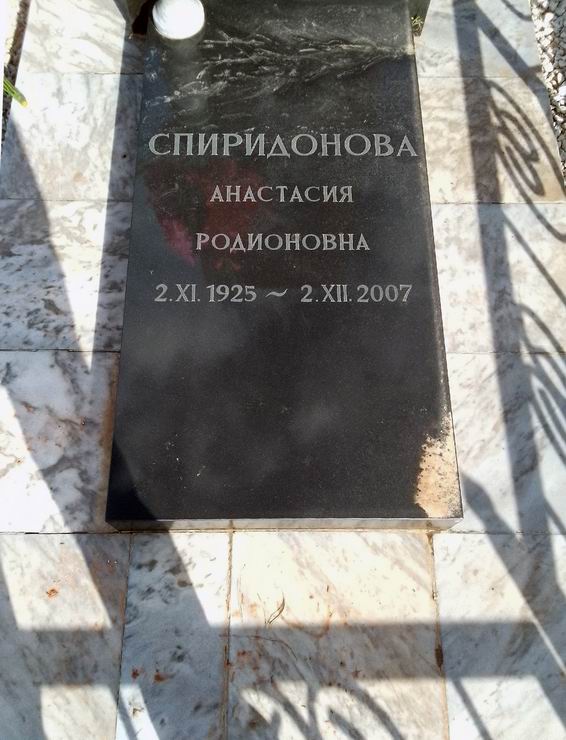 СПИРИДОНОВА
АНАСТАСИЯ
РОДИОНОВНА
2.XI.1925 ~ 2.XII.2007